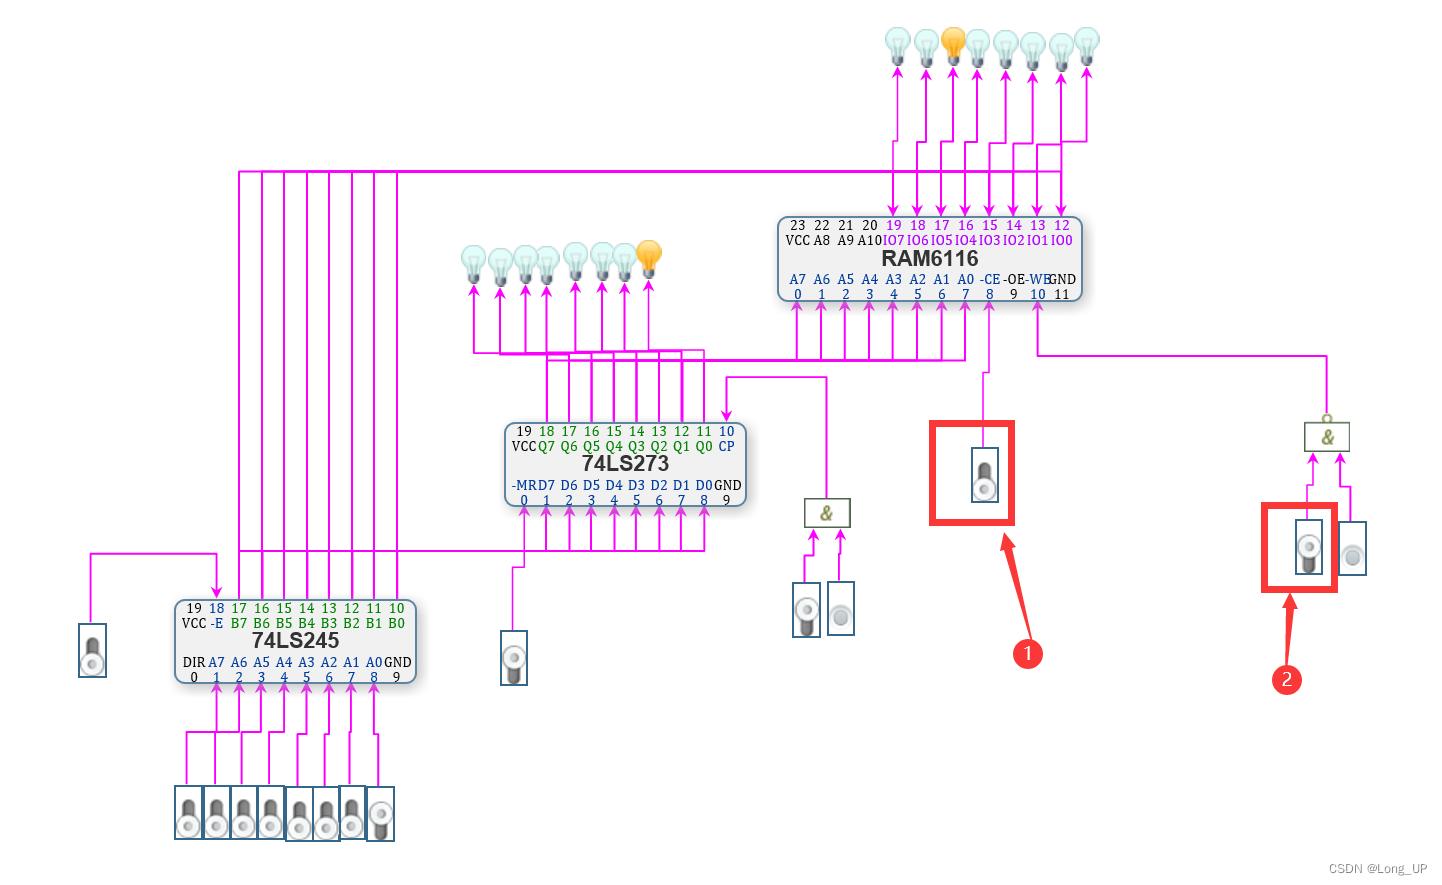 23 22 21 20 19 18 17 16 15 14 13 12
VCC A8 A9 A10 IO7 IO6 IO5 IO4 IO3 IO2 IO1 IO0
RAM6116
A7 A6 A5 A4 A3 A2 A1 A0 -CE -OE -WE GND
0 1 2 3 4 5 6 7 8 9 10 11
19 18 17 16 15 14 13 12 11 10
VCC Q7 Q6 Q5 Q4 Q3 Q2 Q1 Q0 CP
74LS273
-MR D7 D6 D5 D4 D3 D2 D1 D0 GND
0 1 2 3 4 5 6 7 8 9
&
&
19 18 17 16 15 14 13 12 11 10
VCC -E B7 B6 B5 B4 B3 B2 B1 B0
74LS245
DIR A7 A6 A5 A4 A3 A2 A1 A0 GND
0 1 2 3 4 5 6 7 8 9
1
2
CSDN @Long_UP